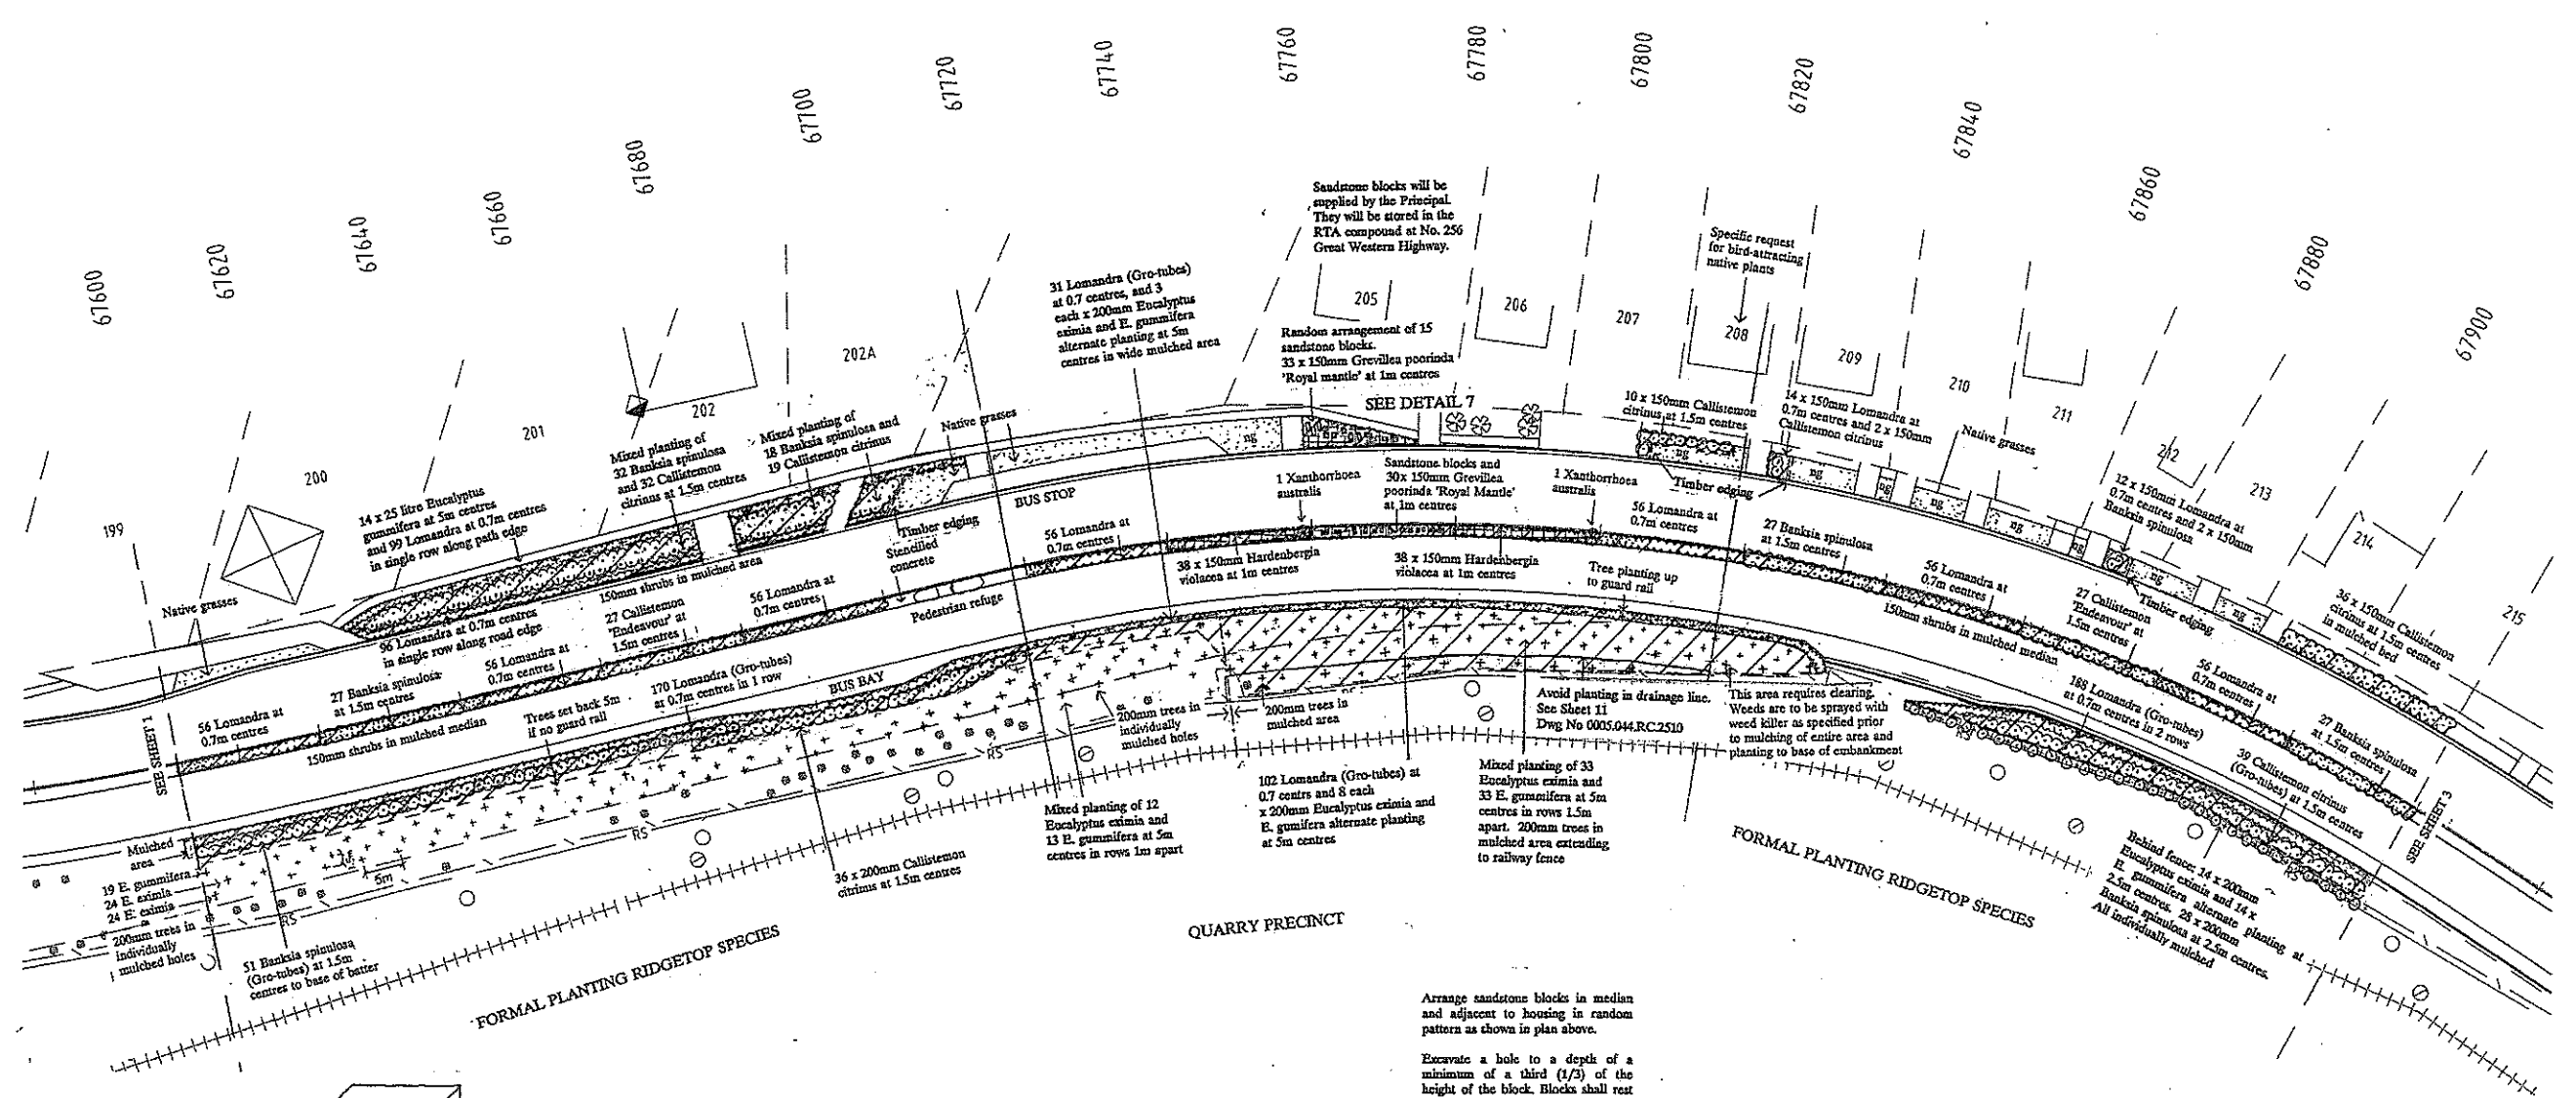 67600
67620
67640
67660
67680
67700
67720
67740
67760
67780
67800
67820
67840
67860
67880
67900
199
200
201
202
202A
205
206
207
208
209
210
211
212
213
214
215
Sandstone blocks will be
supplied by the Principal.
They will be stored in the
RTA compound at No. 256
Great Western Highway.
Specific request
for bird-attracting
native plants
31 Lomandra (Gro-tubes)
at 0.7 centres, and 3
each x 200mm Eucalyptus
eximia and E. gummifera
alternate planting at 5m
centres in wide mulched area
Random arrangement of 15
sandstone blocks.
33 x 150mm Grevillea poorinda
'Royal mantle' at 1m centres
SEE DETAIL 7
Native grasses
14 x 25 litre Eucalyptus
gummifera at 5m centres
and 99 Lomandra at 0.7m centres
in single row along path edge
Mixed planting of
32 Banksia spinulosa
and 32 Callistemon
citrinus at 1.5m centres
Mixed planting of
18 Banksia spinulosa and
19 Callistemon citrinus
Native grasses
10 x 150mm Callistemon
citrinus at 1.5m centres
14 x 150mm Lomandra at
0.7m centres and 2 x 150mm
Callistemon citrinus
Native grasses
12 x 150mm Lomandra at
0.7m centres and 2 x 150mm
Banksia spinulosa
36 x 150mm Callistemon
citrinus at 1.5m centres
in mulched bed
ng
ng
ng
ng
ng
ng
ng
ng
ng
ng
Timber edging
Timber edging
Timber edging
BUS STOP
Stencilled
concrete
Pedestrian refuge
1 Xanthorrhoea
australis
Sandstone blocks and
30x 150mm Grevillea
poorinda 'Royal Mantle'
at 1m centres
1 Xanthorrhoea
australis
96 Lomandra at 0.7m centres
in single row along road edge
150mm shrubs in mulched area
56 Lomandra at
0.7m centres
27 Banksia spinulosa
at 1.5m centres
56 Lomandra at
0.7m centres
27 Callistemon
'Endeavour' at
1.5m centres
56 Lomandra at
0.7m centres
56 Lomandra at
0.7m centres
38 x 150mm Hardenbergia
violacea at 1m centres
38 x 150mm Hardenbergia
violacea at 1m centres
56 Lomandra at
0.7m centres
27 Banksia spinulosa
at 1.5m centres
56 Lomandra at
0.7m centres
27 Callistemon
'Endeavour' at
1.5m centres
56 Lomandra at
0.7m centres
27 Banksia spinulosa
at 1.5m centres
150mm shrubs in mulched median
150mm shrubs in mulched median
SEE SHEET 1
SEE SHEET 3
Trees set back 5m
if no guard rail
170 Lomandra (Gro-tubes)
at 0.7m centres in 1 row
BUS BAY
Tree planting up
to guard rail
188 Lomandra (Gro-tubes)
at 0.7m centres in 2 rows
39 Callistemon citrinus
(Gro-tubes) at 1.5m centres
Mulched
area
19 E. gummifera
24 E. eximia
24 E. eximia
200mm trees in
individually
mulched holes
5m
RS
RS
RS
RS
RS
51 Banksia spinulosa
(Gro-tubes) at 1.5m
centres to base of batter
36 x 200mm Callistemon
citrinus at 1.5m centres
200mm trees in
individually
mulched holes
200mm trees in
mulched area
Mixed planting of 12
Eucalyptus eximia and
13 E. gummifera at 5m
centres in rows 1m apart
102 Lomandra (Gro-tubes) at
0.7 centrs and 8 each
x 200mm Eucalyptus eximia and
E. gumifera alternate planting
at 5m centres
Avoid planting in drainage line.
See Sheet 11
Dwg No 0005.044.RC.2510
Mixed planting of 33
Eucalyptus eximia and
33 E. gummifera at 5m
centres in rows 1.5m
apart. 200mm trees in
mulched area extending
to railway fence
This area requires clearing.
Weeds are to be sprayed with
weed killer as specified prior
to mulching of entire area and
planting to base of embankment
Behind fence: 14 x 200mm
Eucalyptus eximia and 14 x
E. gummifera alternate planting at
2.5m centres. 28 x 200mm
Banksia spinulosa at 2.5m centres.
All individually mulched
FORMAL PLANTING RIDGETOP SPECIES
QUARRY PRECINCT
FORMAL PLANTING RIDGETOP SPECIES
Arrange sandstone blocks in median
and adjacent to housing in random
pattern as shown in plan above.
Excavate a hole to a depth of a
minimum of a third (1/3) of the
height of the block. Blocks shall rest